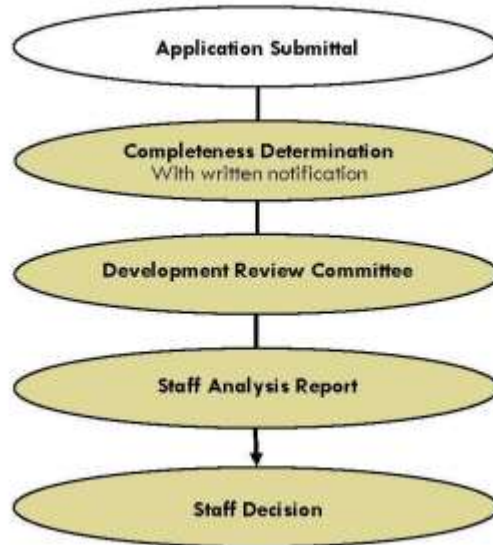 Application Submittal
Completeness Determination
With written notification
Development Review Committee
Staff Analysis Report
Staff Decision